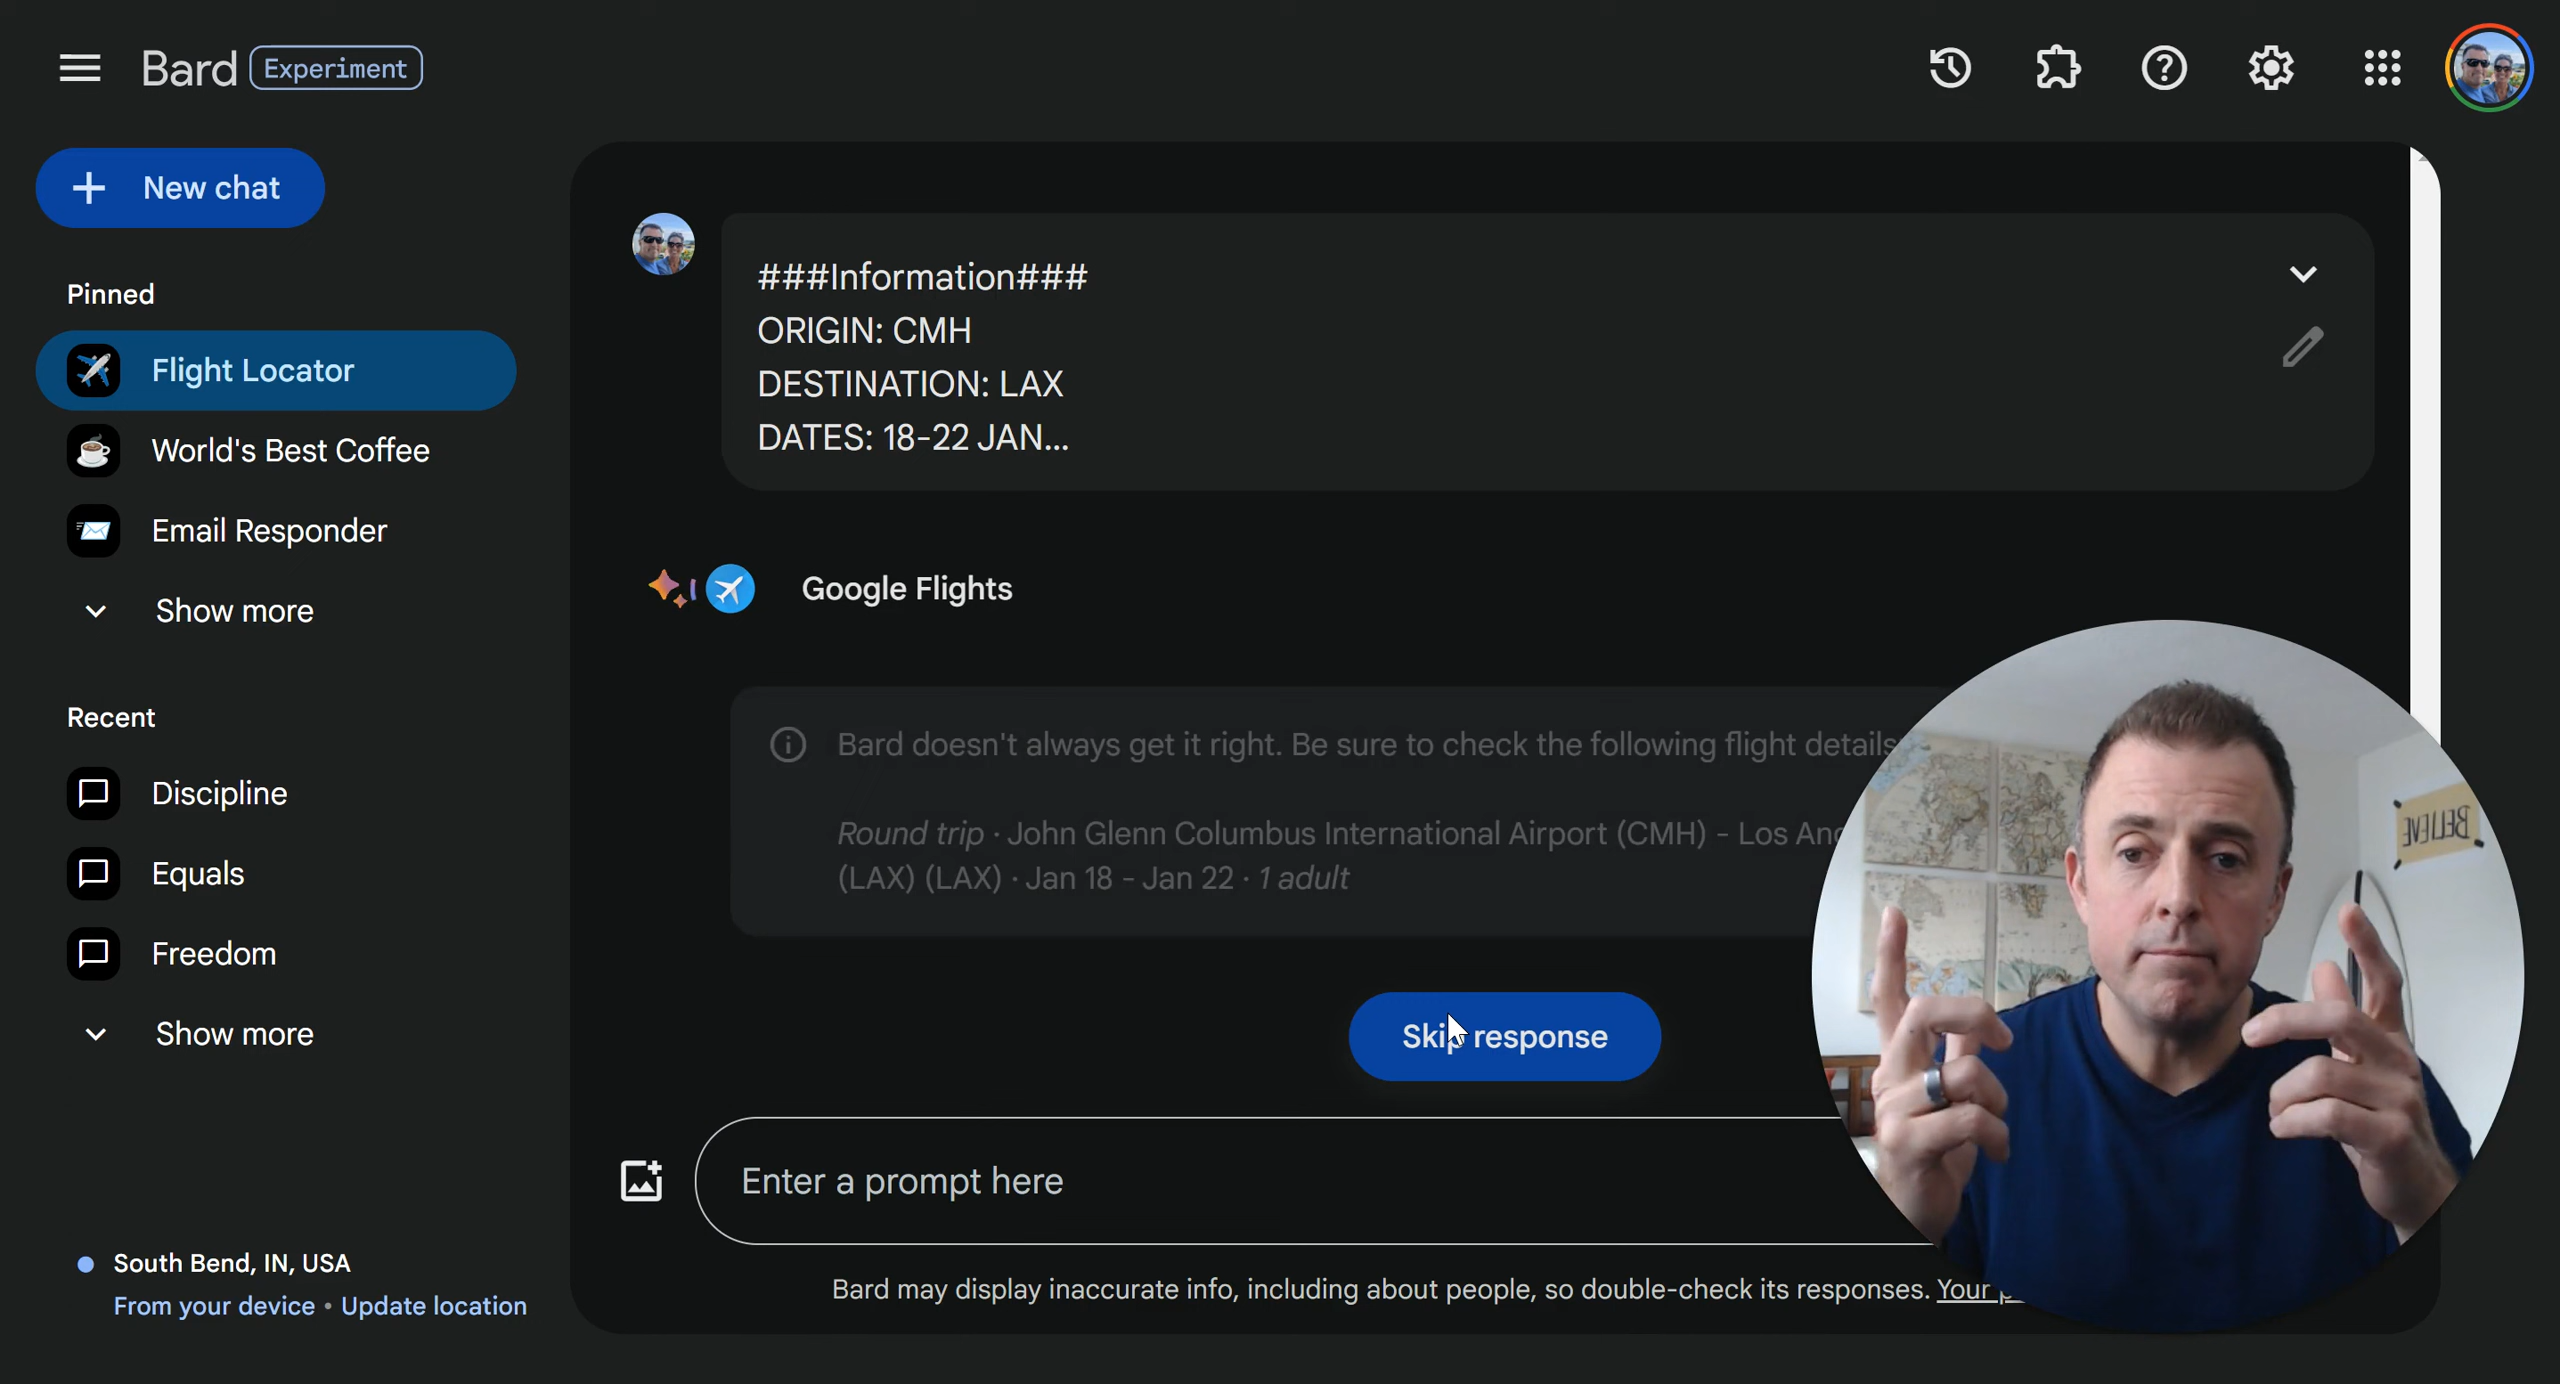 Bard Experiment
New chat
Pinned
Flight Locator
World's Best Coffee
Email Responder
Show more
Recent
Discipline
Equals
Freedom
Show more
South Bend, IN, USA
From your device • Update location
###Information###
ORIGIN: CMH
DESTINATION: LAX
DATES: 18-22 JAN...
Google Flights
Bard doesn't always get it right. Be sure to check the following flight details
Round trip · John Glenn Columbus International Airport (CMH) - Los
(LAX) (LAX) · Jan 18 - Jan 22 · 1 adult
Skip response
Enter a prompt here
Bard may display inaccurate info, including about people, so double-check its responses. Your
BELIEVE